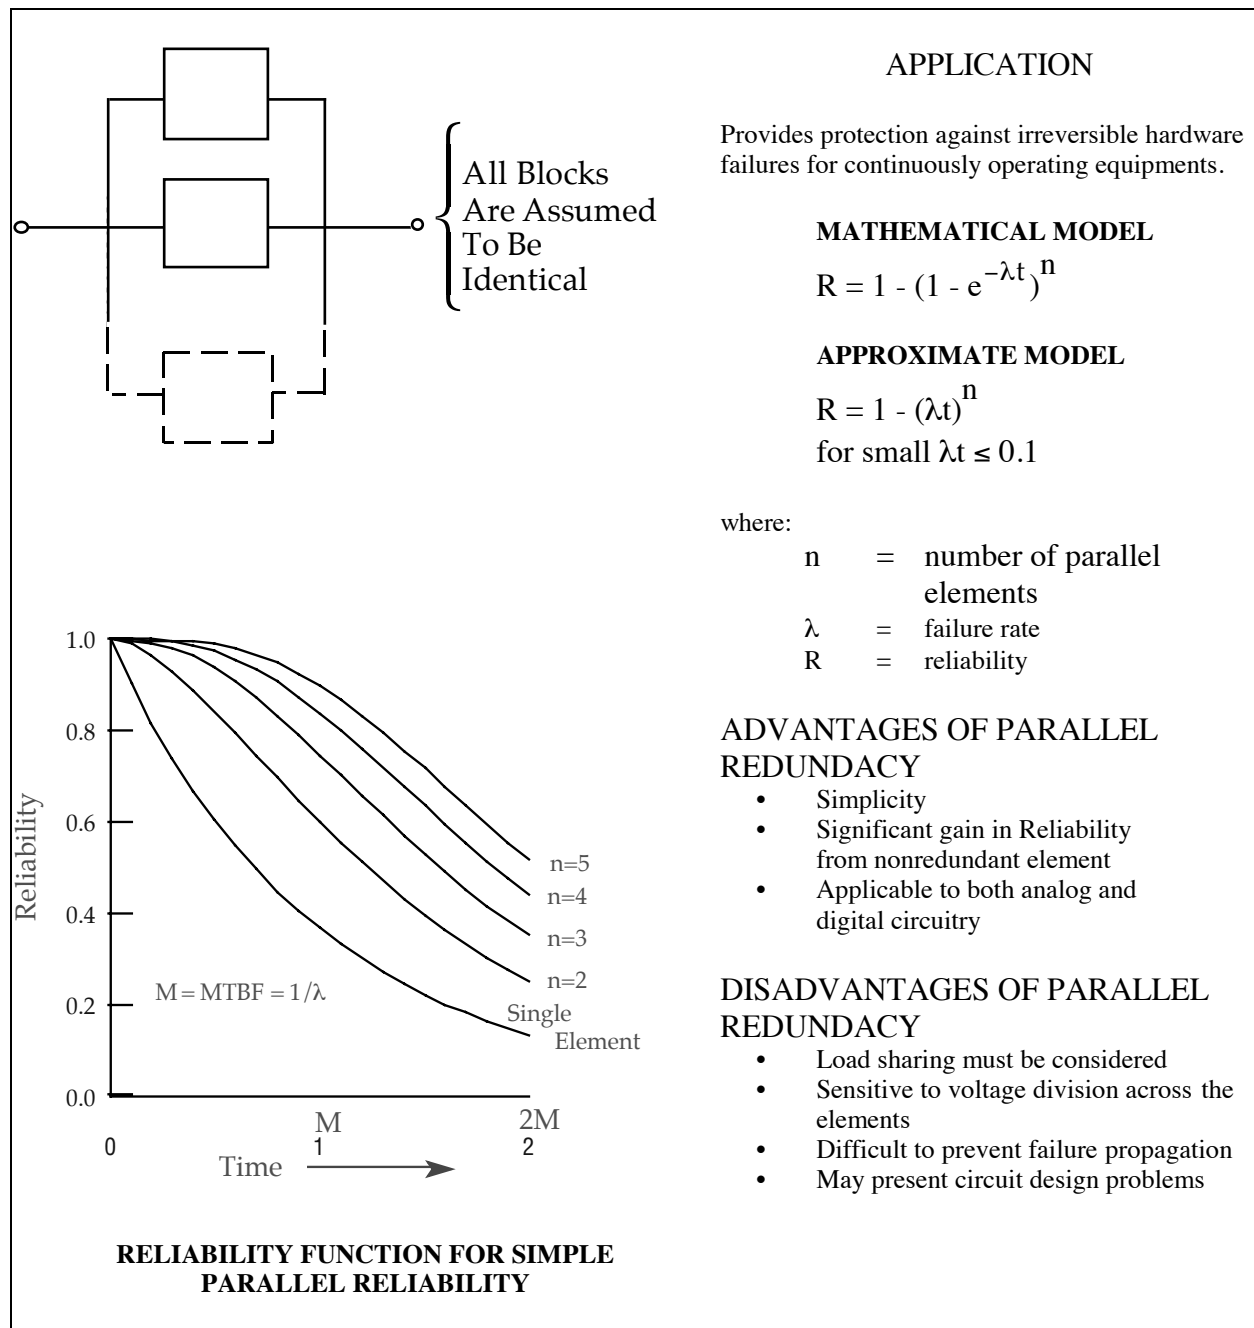 All Blocks
Are Assumed
To Be
Identical
APPLICATION
Provides protection against irreversible hardware
failures for continuously operating equipments.
MATHEMATICAL MODEL
R = 1 - (1 - e^{−λt})^n
APPROXIMATE MODEL
R = 1 - (λt)^n
for small λt ≤ 0.1
where:
n = number of parallel
elements
λ = failure rate
R = reliability
ADVANTAGES OF PARALLEL
REDUNDACY
• Simplicity
• Significant gain in Reliability
from nonredundant element
• Applicable to both analog and
digital circuitry
DISADVANTAGES OF PARALLEL
REDUNDACY
• Load sharing must be considered
• Sensitive to voltage division across the
elements
• Difficult to prevent failure propagation
• May present circuit design problems
Reliability
1.0
0.8
0.6
0.4
0.2
0.0
n=5
n=4
n=3
n=2
Single
Element
M = MTBF = 1/λ
M 2M
0 1 2
Time
RELIABILITY FUNCTION FOR SIMPLE
PARALLEL RELIABILITY